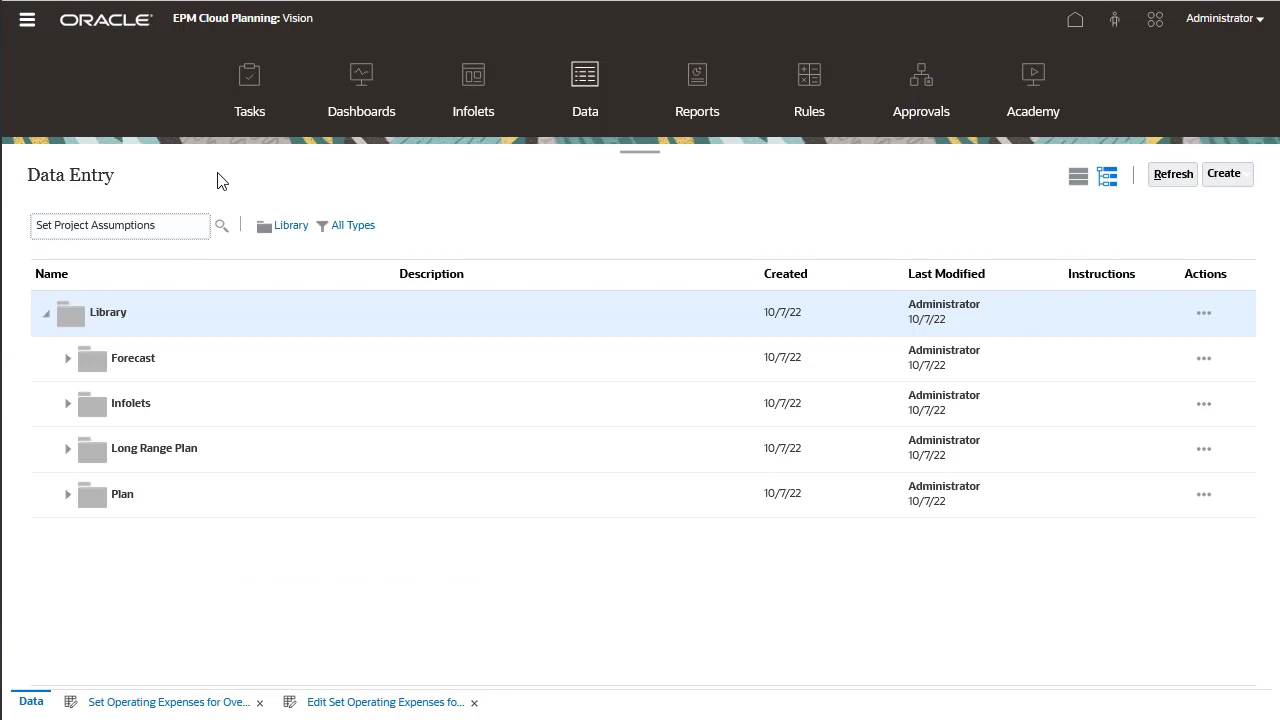 ORACLE EPM Cloud Planning: Vision Administrator
Tasks Dashboards Infolets Data Reports Rules Approvals Academy
Data Entry
Refresh Create
Set Project Assumptions Library All Types
Name Description Created Last Modified Instructions Actions
Library 10/7/22 Administrator
10/7/22
Forecast 10/7/22 Administrator
10/7/22
Infolets 10/7/22 Administrator
10/7/22
Long Range Plan 10/7/22 Administrator
10/7/22
Plan 10/7/22 Administrator
10/7/22
Data Set Operating Expenses for Ove... x Edit Set Operating Expenses fo... x